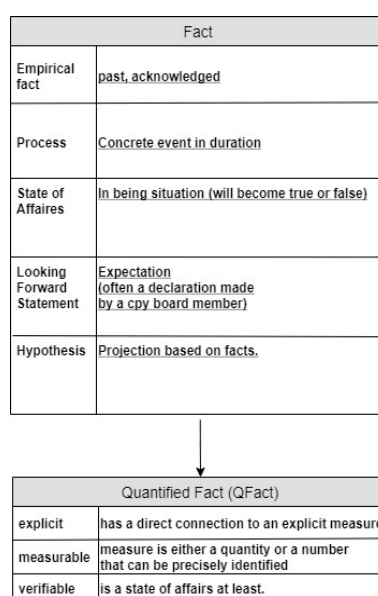 Fact
Empirical
fact
past, acknowledged
Process
Concrete event in duration
State of
Affaires
In being situation (will become true or false)
Looking
Forward
Statement
Expectation
(often a declaration made
by a cpy board member)
Hypothesis
Projection based on facts.
Quantified Fact (QFact)
explicit
has a direct connection to an explicit measure
measurable
measure is either a quantity or a number
that can be precisely identified
verifiable
is a state of affairs at least.